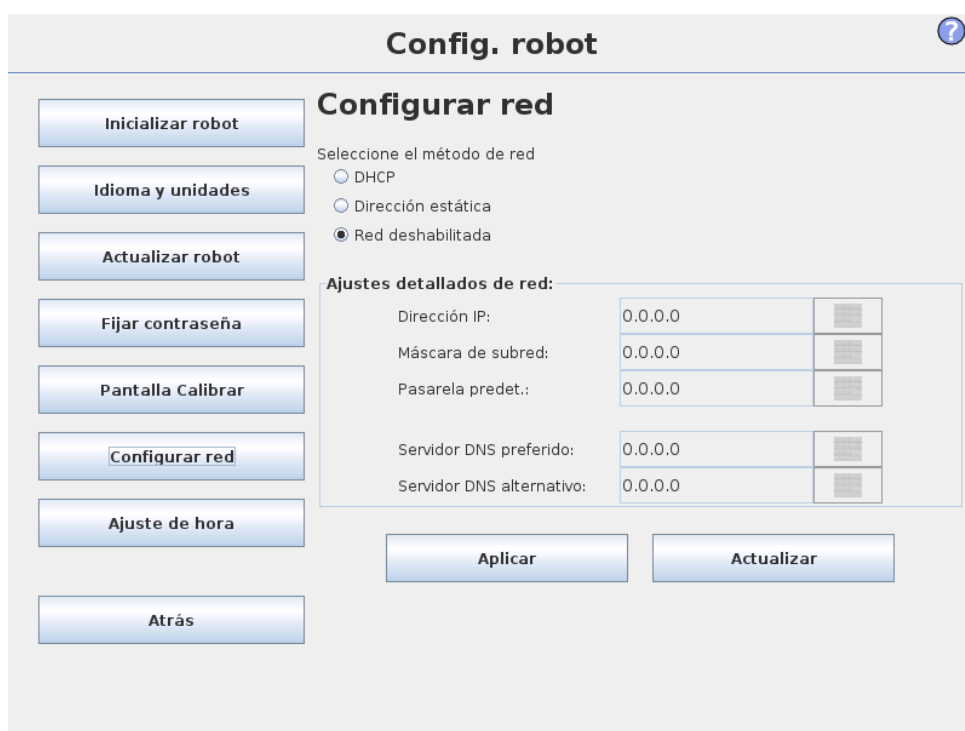 Config. robot
?
Configurar red
Inicializar robot
Idioma y unidades
Actualizar robot
Fijar contraseña
Pantalla Calibrar
Configurar red
Ajuste de hora
Atrás
Seleccione el método de red
DHCP
Dirección estática
Red deshabilitada
Ajustes detallados de red:
Dirección IP: 0.0.0.0
Máscara de subred: 0.0.0.0
Pasarela predet.: 0.0.0.0
Servidor DNS preferido: 0.0.0.0
Servidor DNS alternativo: 0.0.0.0
Aplicar
Actualizar